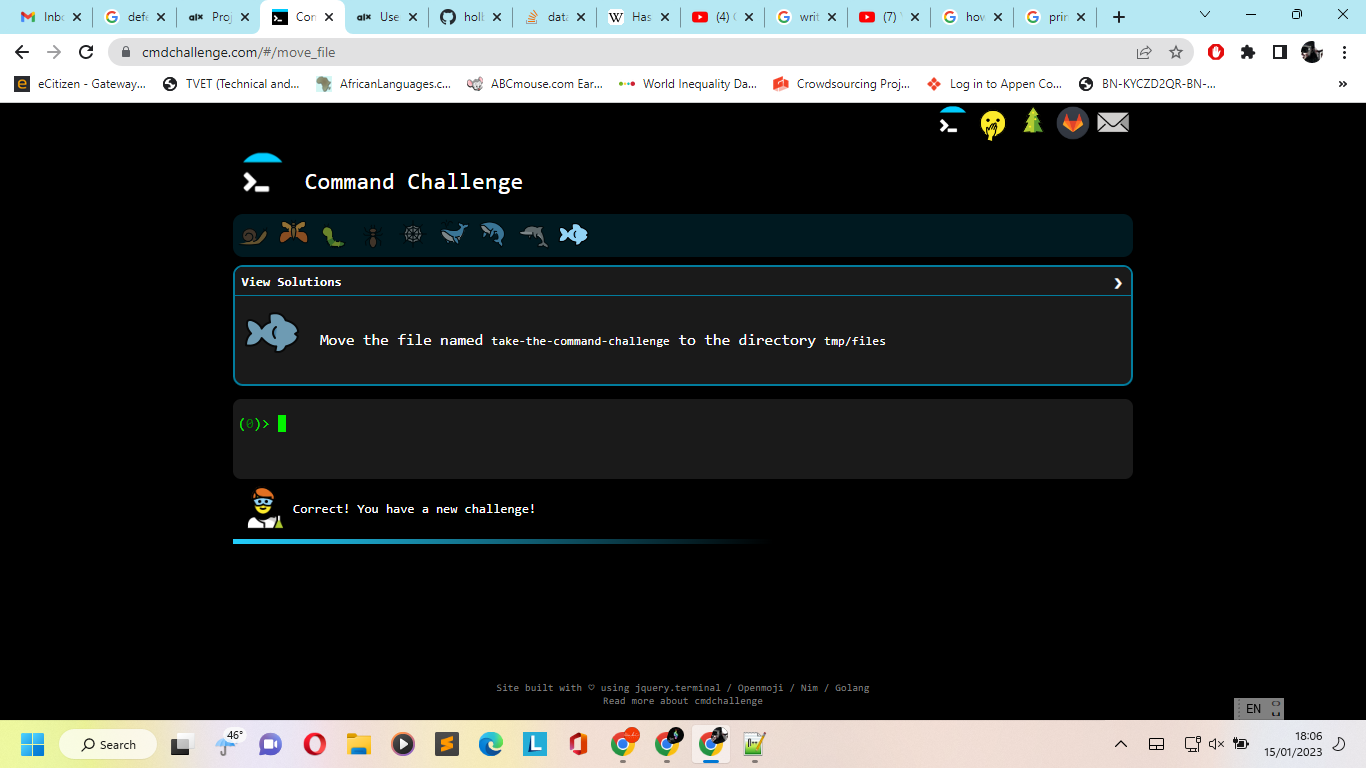 Inbo
defe
alx Proj
Con
alx Use
holb
data
W Has
(4) (
writ
(7)
how
prin
cmdchallenge.com/#/move_file
eCitizen - Gateway...
TVET (Technical and...
AfricanLanguages.c...
ABCmouse.com Ear...
World Inequality Da...
Crowdsourcing Proj...
Log in to Appen Co...
BN-KYCZD2QR-BN-...
Command Challenge
View Solutions
Move the file named take-the-command-challenge to the directory tmp/files
(0)>
Correct! You have a new challenge!
Site built with ♡ using jquery.terminal / Openmoji / Nim / Golang
Read more about cmdchallenge
EN
46°
Search
18:06
15/01/2023